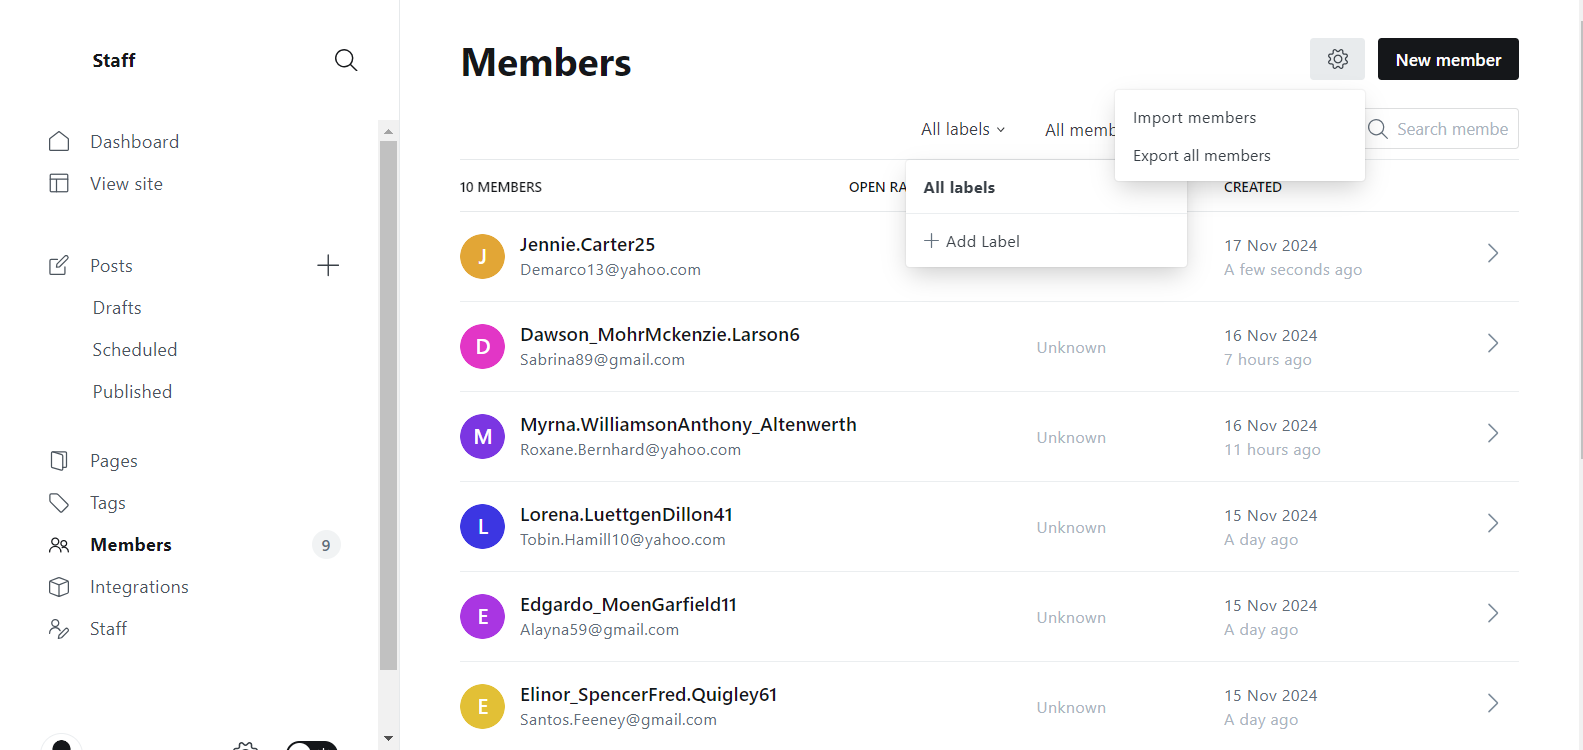 Staff
Dashboard
View site
Posts
Drafts
Scheduled
Published
Pages
Tags
Members
9
Integrations
Staff
Members
New member
Import members
Export all members
All labels
All memb
Search membe
All labels
Add Label
10 MEMBERS
OPEN RA
CREATED
Jennie.Carter25
Demarco13@yahoo.com
17 Nov 2024
A few seconds ago
Dawson_MohrMckenzie.Larson6
Sabrina89@gmail.com
Unknown
16 Nov 2024
7 hours ago
Myrna.WilliamsonAnthony_Altenwerth
Roxane.Bernhard@yahoo.com
Unknown
16 Nov 2024
11 hours ago
Lorena.LuettgenDillon41
Tobin.Hamill10@yahoo.com
Unknown
15 Nov 2024
A day ago
Edgardo_MoenGarfield11
Alayna59@gmail.com
Unknown
15 Nov 2024
A day ago
Elinor_SpencerFred.Quigley61
Santos.Feeney@gmail.com
Unknown
15 Nov 2024
A day ago
J
D
M
L
E
E